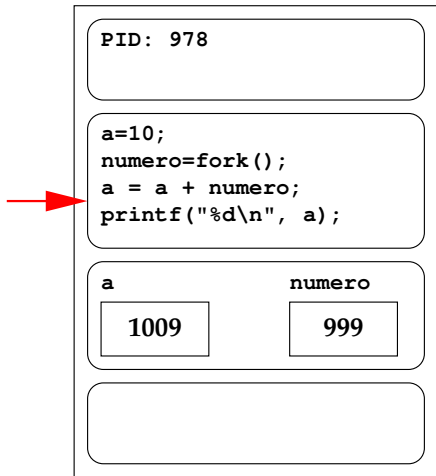 PID: 978
a=10;
numero=fork();
a = a + numero;
printf("%d\n", a);
a numero
1009 999